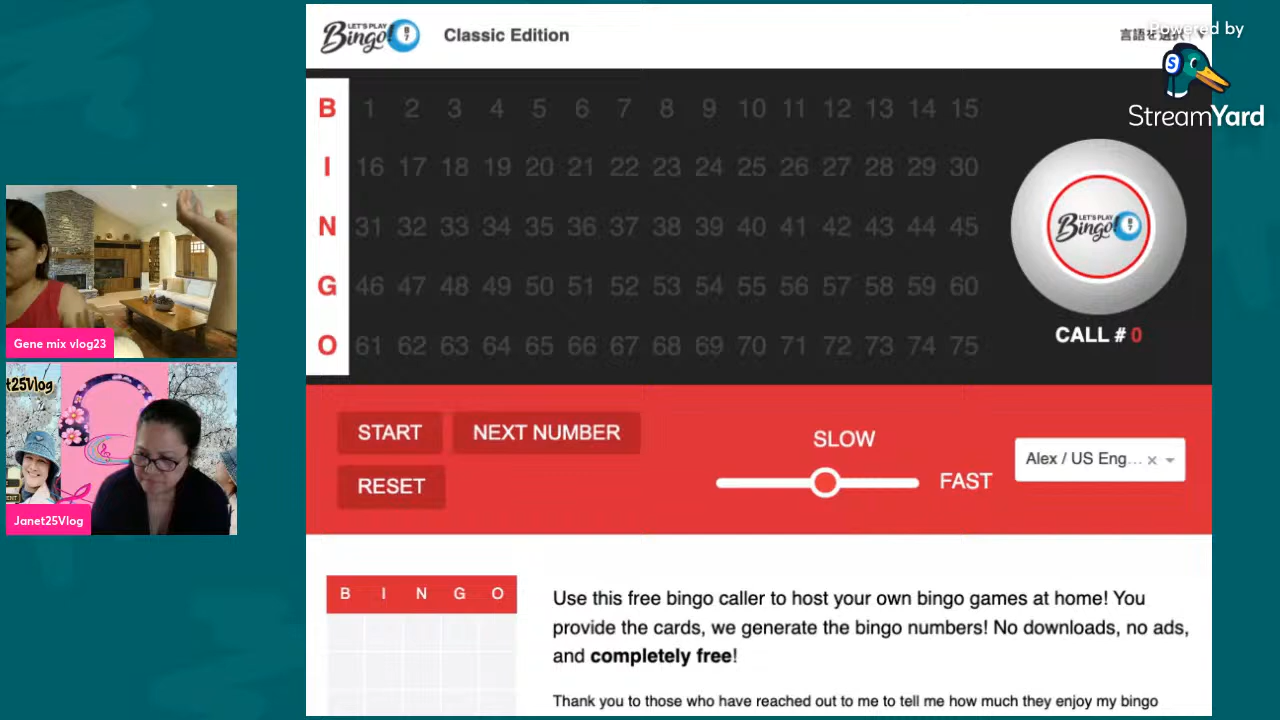 LET'S PLAY
Bingo!
B
7
Classic Edition
Powered by
StreamYard
B 1 2 3 4 5 6 7 8 9 10 11 12 13 14 15
I 16 17 18 19 20 21 22 23 24 25 26 27 28 29 30
N 31 32 33 34 35 36 37 38 39 40 41 42 43 44 45
G 46 47 48 49 50 51 52 53 54 55 56 57 58 59 60
O 61 62 63 64 65 66 67 68 69 70 71 72 73 74 75
LET'S PLAY
Bingo!
B
7
CALL # 0
Gene mix vlog23
et25Vlog
Janet25Vlog
START
NEXT NUMBER
RESET
SLOW
FAST
Alex / US Eng...
B I N G O
Use this free bingo caller to host your own bingo games at home! You
provide the cards, we generate the bingo numbers! No downloads, no ads,
and completely free!
Thank you to those who have reached out to me to tell me how much they enjoy my bingo